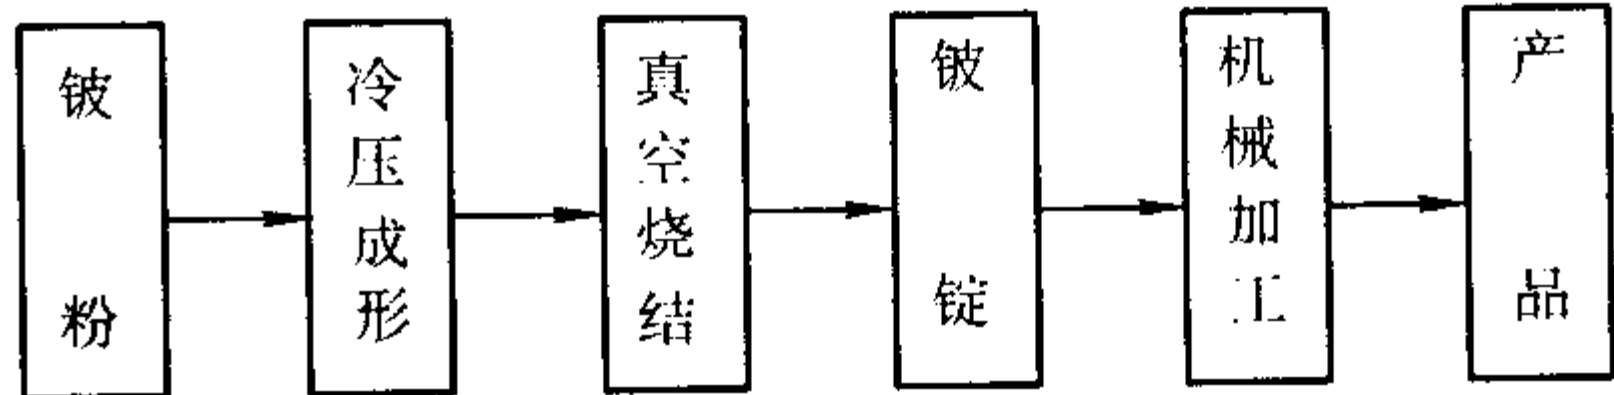 铍粉
冷压成形
真空烧结
铍锭
机械加工
产品